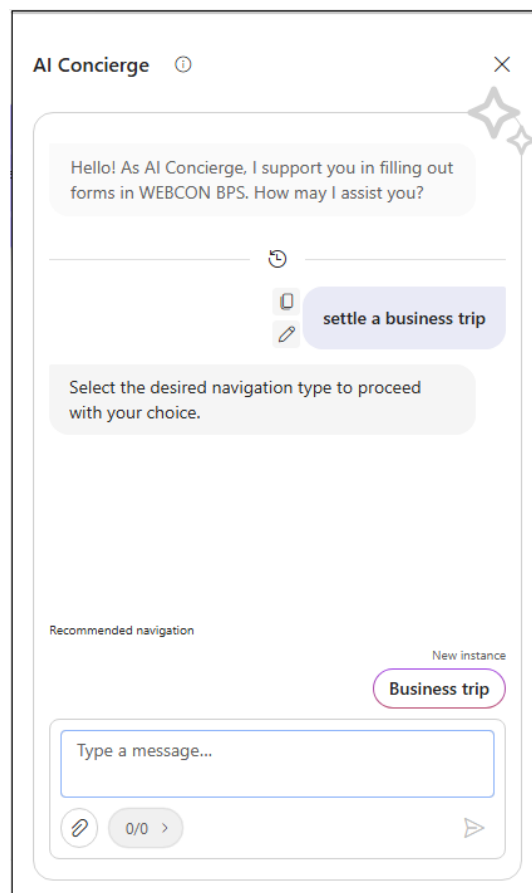 AI Concierge
Hello! As AI Concierge, I support you in filling out
forms in WEBCON BPS. How may I assist you?
settle a business trip
Select the desired navigation type to proceed
with your choice.
Recommended navigation
New instance
Business trip
Type a message...
0/0